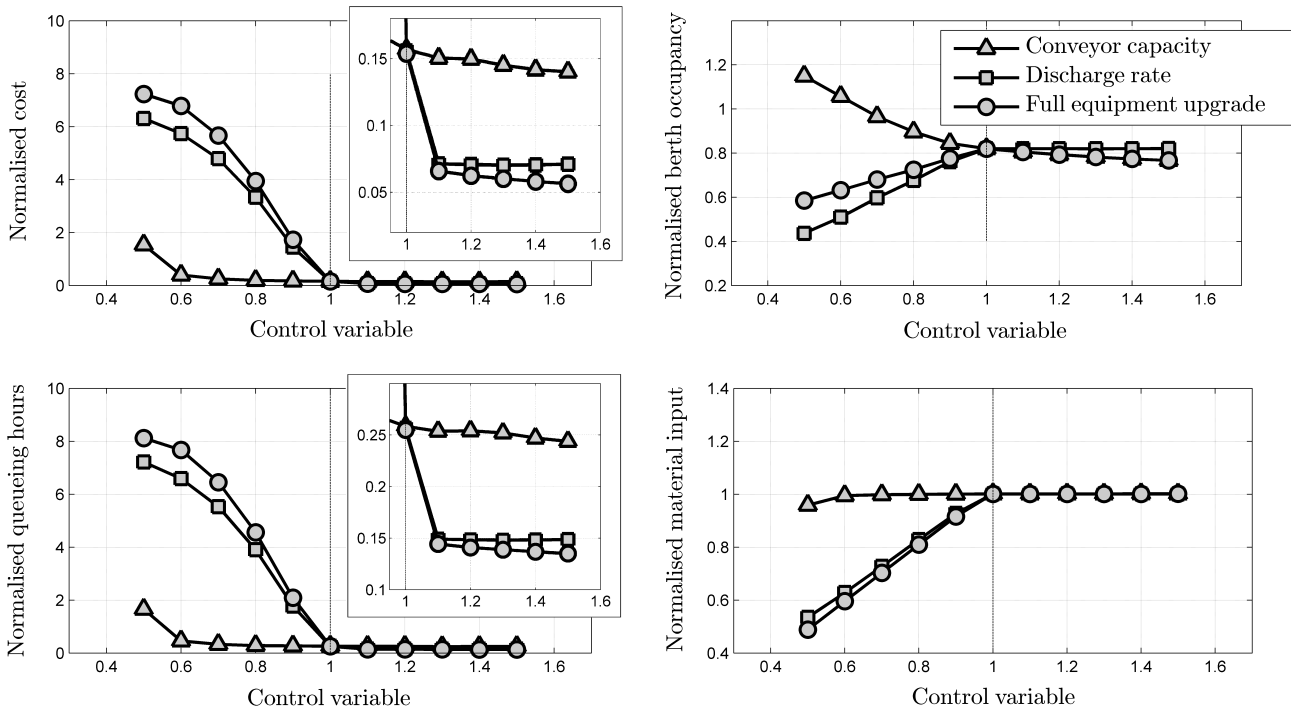 Normalised cost
10
8
6
4
2
0
0.4 0.6 0.8 1 1.2 1.4 1.6
Control variable
0.15
0.1
0.05
1 1.2 1.4 1.6
Normalised berth occupancy
1.2
1
0.8
0.6
0.4
0.2
0.4 0.6 0.8 1 1.2 1.4 1.6
Control variable
Conveyor capacity
Discharge rate
Full equipment upgrade
Normalised queueing hours
10
8
6
4
2
0
0.4 0.6 0.8 1 1.2 1.4 1.6
Control variable
0.25
0.2
0.15
0.1
1 1.2 1.4 1.6
Normalised material input
1.4
1.2
1
0.8
0.6
0.4
0.4 0.6 0.8 1 1.2 1.4 1.6
Control variable